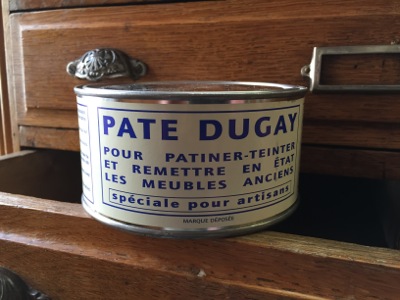 PATE DUGAY
POUR PATINER-TEINTER
ET REMETTRE EN ÉTAT
LES MEUBLES ANCIENS
spéciale pour artisans
MARQUE DÉPOSÉE